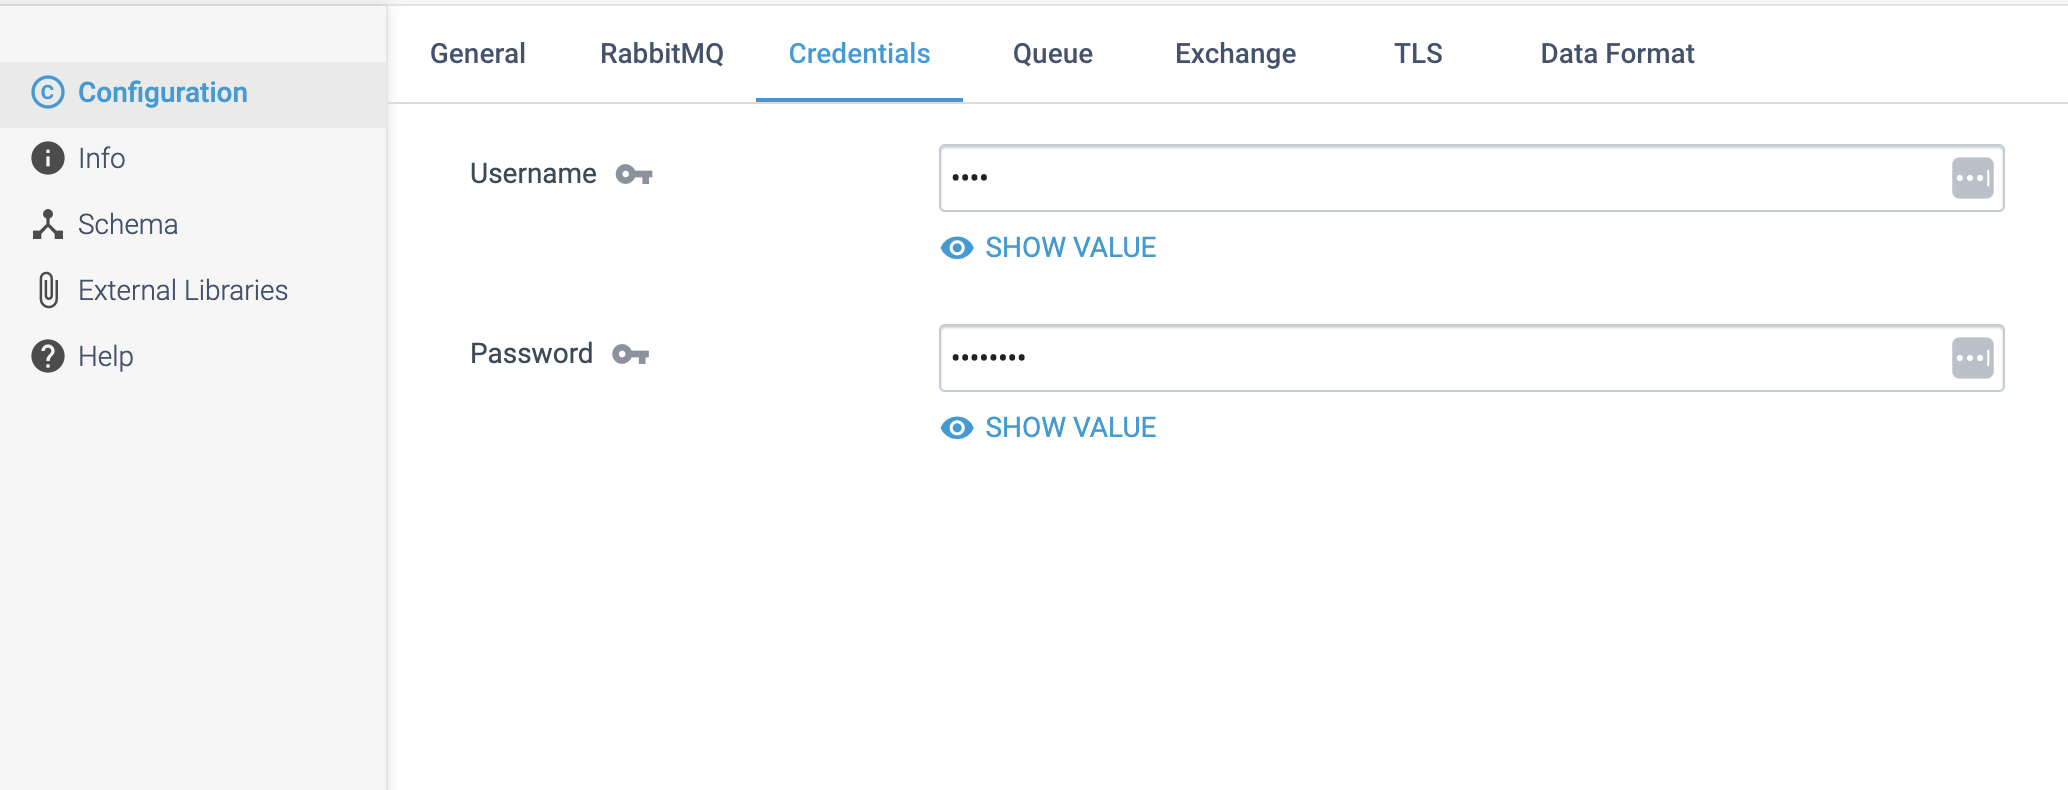 General RabbitMQ Credentials Queue Exchange TLS Data Format
Configuration
Info
Schema
External Libraries
Help
Username ••••
SHOW VALUE
Password ••••••••
SHOW VALUE